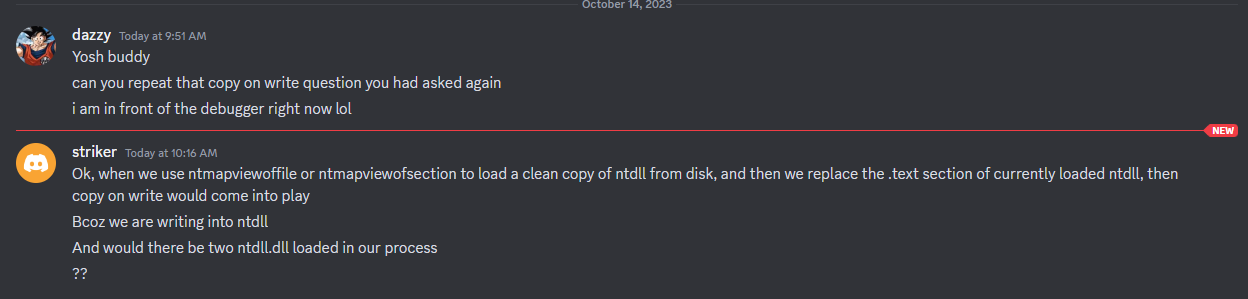 October 14, 2023
dazzy Today at 9:51 AM
Yosh buddy
can you repeat that copy on write question you had asked again
i am in front of the debugger right now lol
NEW
striker Today at 10:16 AM
Ok, when we use ntmapviewoffile or ntmapviewofsection to load a clean copy of ntdll from disk, and then we replace the .text section of currently loaded ntdll, then
copy on write would come into play
Bcoz we are writing into ntdll
And would there be two ntdll.dll loaded in our process
??